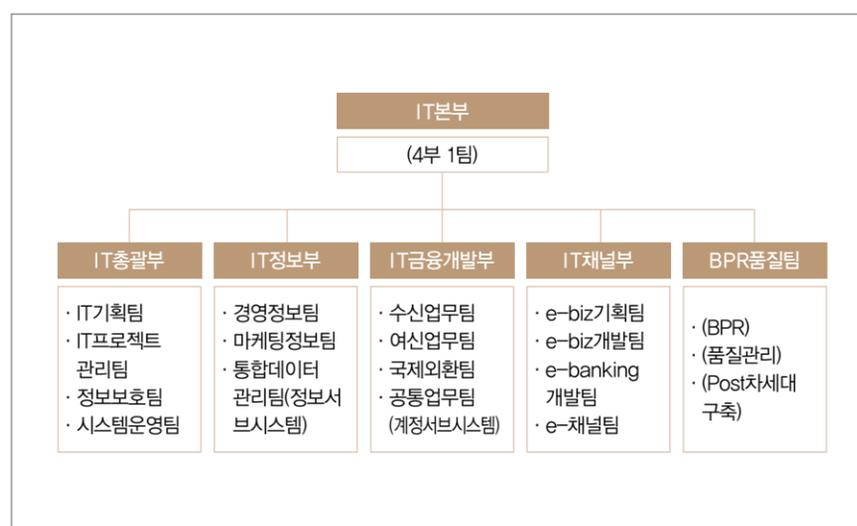 IT본부
(4부 1팀)
IT총괄부
· IT기획팀
· IT프로젝트
관리팀
· 정보보호팀
· 시스템운영팀
IT정보부
· 경영정보팀
· 마케팅정보팀
· 통합데이터
관리팀(정보서
브시스템)
IT금융개발부
· 수신업무팀
· 여신업무팀
· 국제외환팀
· 공통업무팀
(계정서브시스템)
IT채널부
· e-biz기획팀
· e-biz개발팀
· e-banking
개발팀
· e-채널팀
BPR품질팀
· (BPR)
· (품질관리)
· (Post차세대
구축)